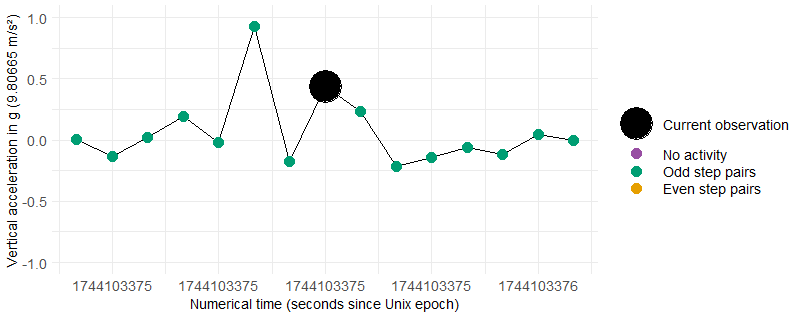 Vertical acceleration in g (9.80665 m/s²)
1.0
0.5
0.0
-0.5
-1.0
1744103375 1744103375 1744103375 1744103375 1744103376
Numerical time (seconds since Unix epoch)
Current observation
No activity
Odd step pairs
Even step pairs